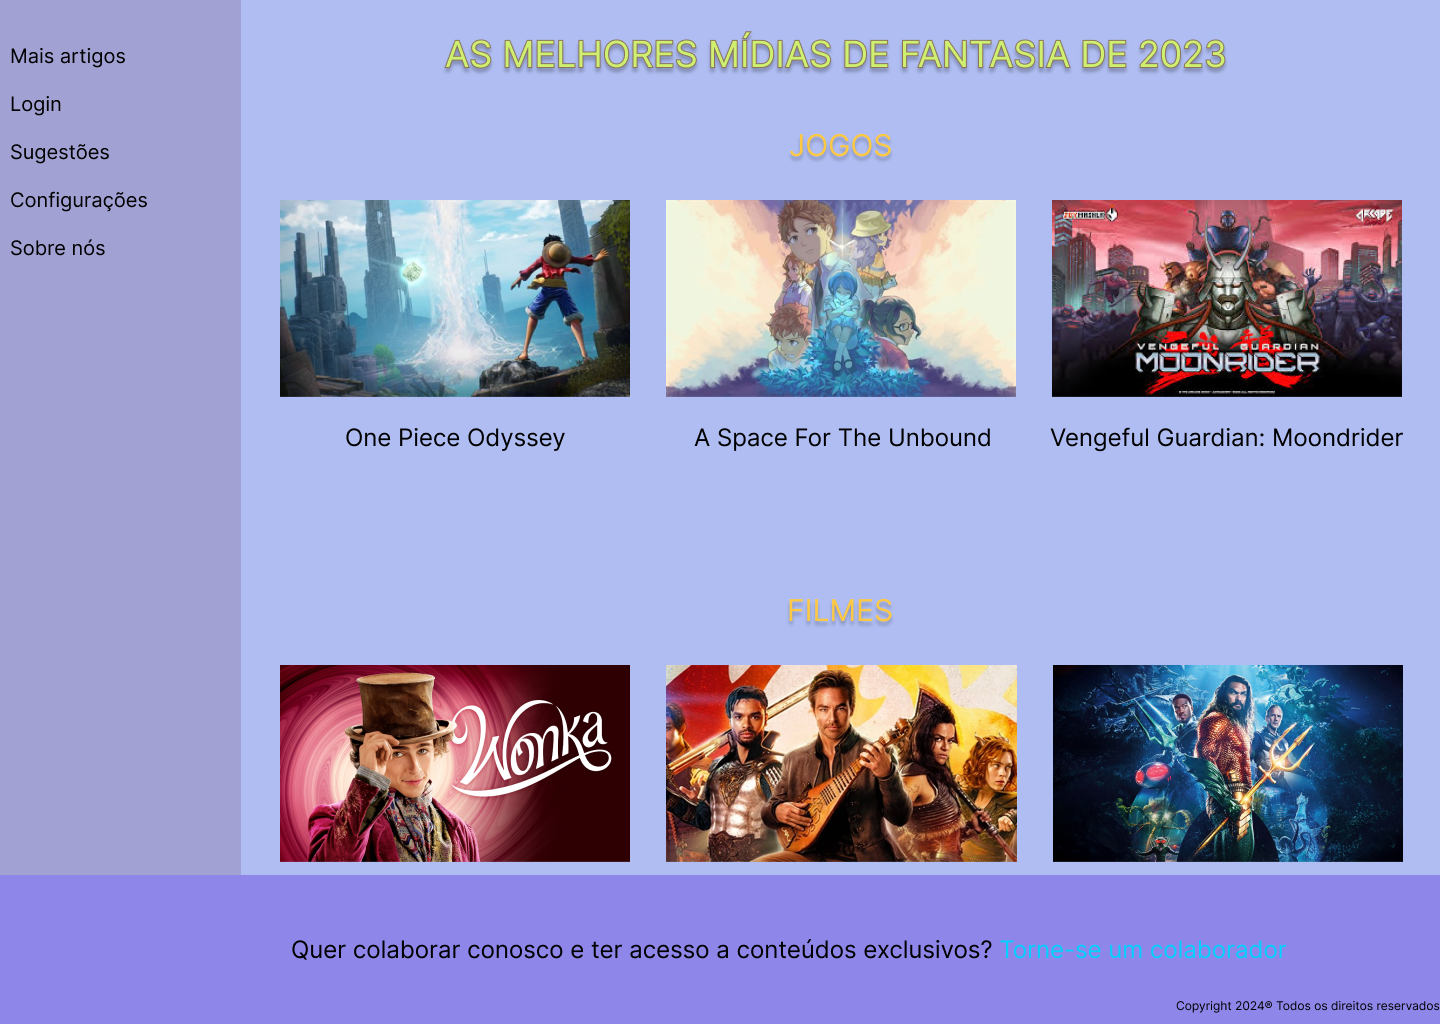 AS MELHORES MÍDIAS DE FANTASIA DE 2023
Mais artigos
Login
Sugestões
Configurações
Sobre nós
JOGOS
ARCADE
VENGEFUL GUARDIAN
MOONRIDER
One Piece Odyssey
A Space For The Unbound
Vengeful Guardian: Moondrider
FILMES
Wonka
Quer colaborar conosco e ter acesso a conteúdos exclusivos? Torne-se um colaborador
Copyright 2024® Todos os direitos reservados